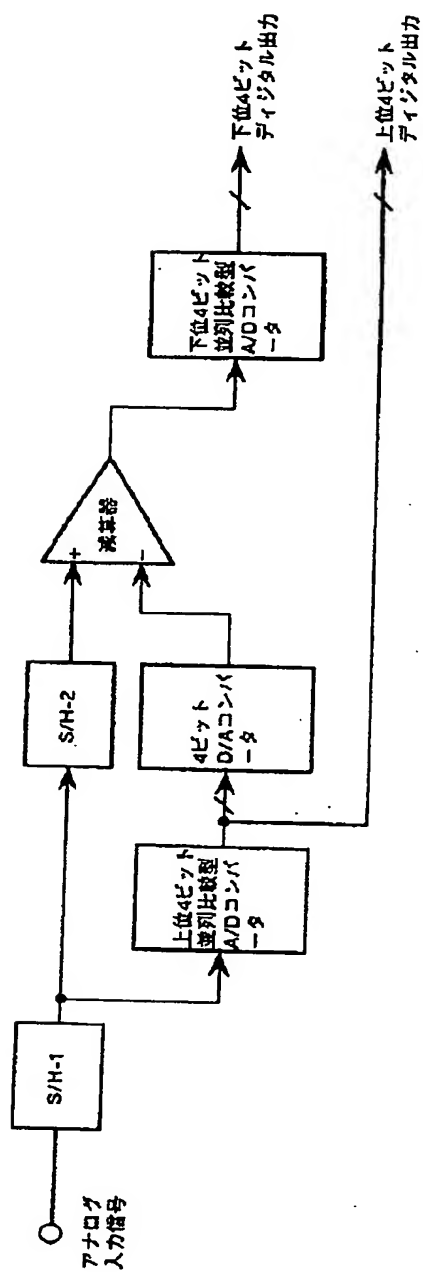 アナログ
入力信号
S/H-1
S/H-2
上位4ビット
並列比較型
A/Dコンバ
ータ
4ビット
D/Aコンバ
ータ
+
-
減算器
下位4ビット
並列比較型
A/Dコンバ
ータ
下位4ビット
ディジタル出力
上位4ビット
ディジタル出力